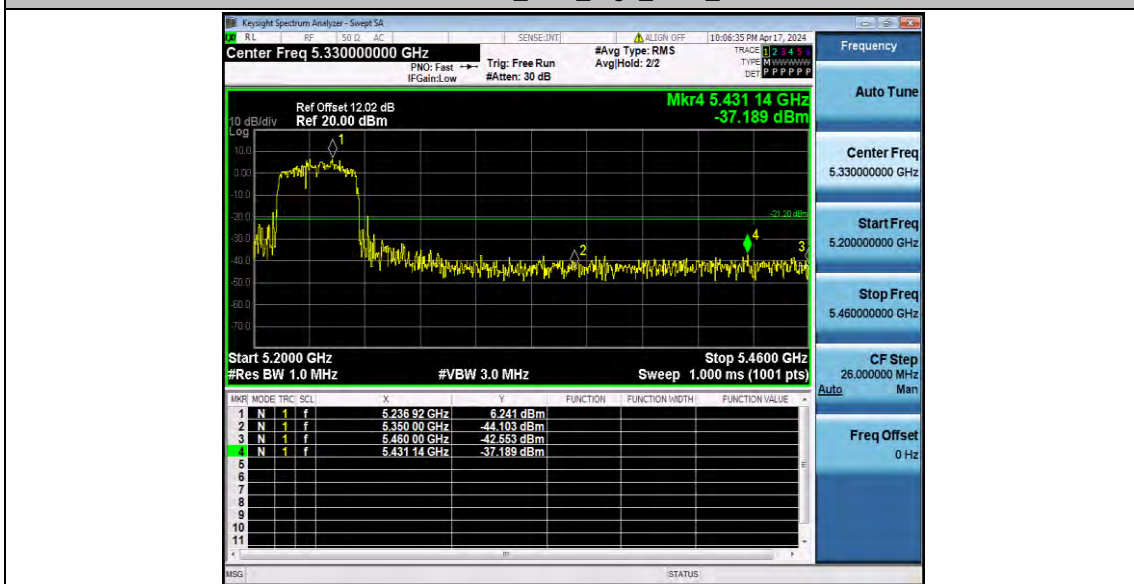 Keysight Spectrum Analyzer - Swept SA
RL RF 50 Ω AC SENSE:INT ALIGN OFF 10:06:35 PM Apr 17, 2024
Center Freq 5.330000000 GHz
PNO: Fast
IFGain:Low
Trig: Free Run
#Atten: 30 dB
#Avg Type: RMS
Avg|Hold: 2/2
TRACE 1 2 3 4 5 6
TYPE M WWWWW
DET P P P P P P
Frequency
Auto Tune
Center Freq
5.330000000 GHz
Start Freq
5.200000000 GHz
Stop Freq
5.460000000 GHz
CF Step
26.000000 MHz
Auto Man
Freq Offset
0 Hz
Mkr4 5.431 14 GHz
-37.189 dBm
Ref Offset 12.02 dB
10 dB/div Ref 20.00 dBm
Log
10.0
0.00
-10.0
-20.0
-30.0
-40.0
-50.0
-60.0
-70.0
1
-21.20 dBm
2
4
3
Start 5.2000 GHz Stop 5.4600 GHz
#Res BW 1.0 MHz #VBW 3.0 MHz Sweep 1.000 ms (1001 pts)
MKR MODE TRC SCL X Y FUNCTION FUNCTION WIDTH FUNCTION VALUE
1 N 1 f 5.236 92 GHz 6.241 dBm
2 N 1 f 5.350 00 GHz -44.103 dBm
3 N 1 f 5.460 00 GHz -42.553 dBm
4 N 1 f 5.431 14 GHz -37.189 dBm
5
6
7
8
9
10
11
MSG STATUS